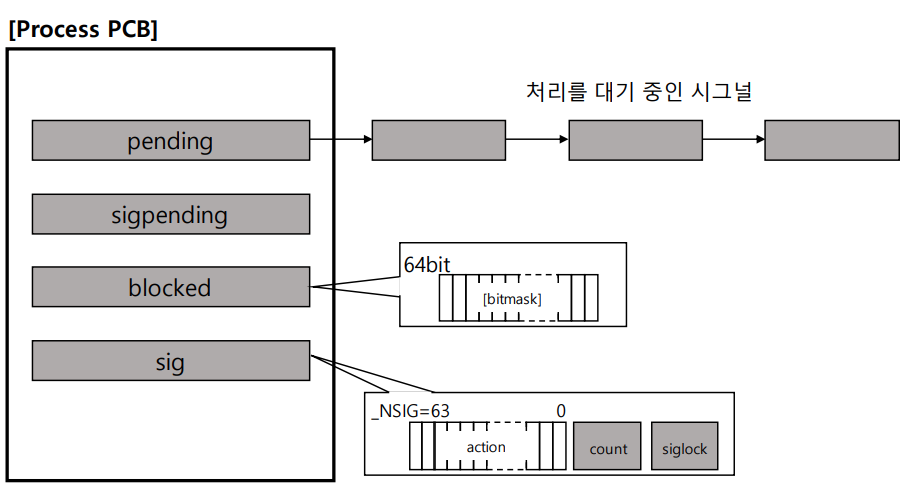 [Process PCB]
처리를 대기 중인 시그널
pending
sigpending
blocked
64bit
[bitmask]
sig
_NSIG=63 0
action count siglock